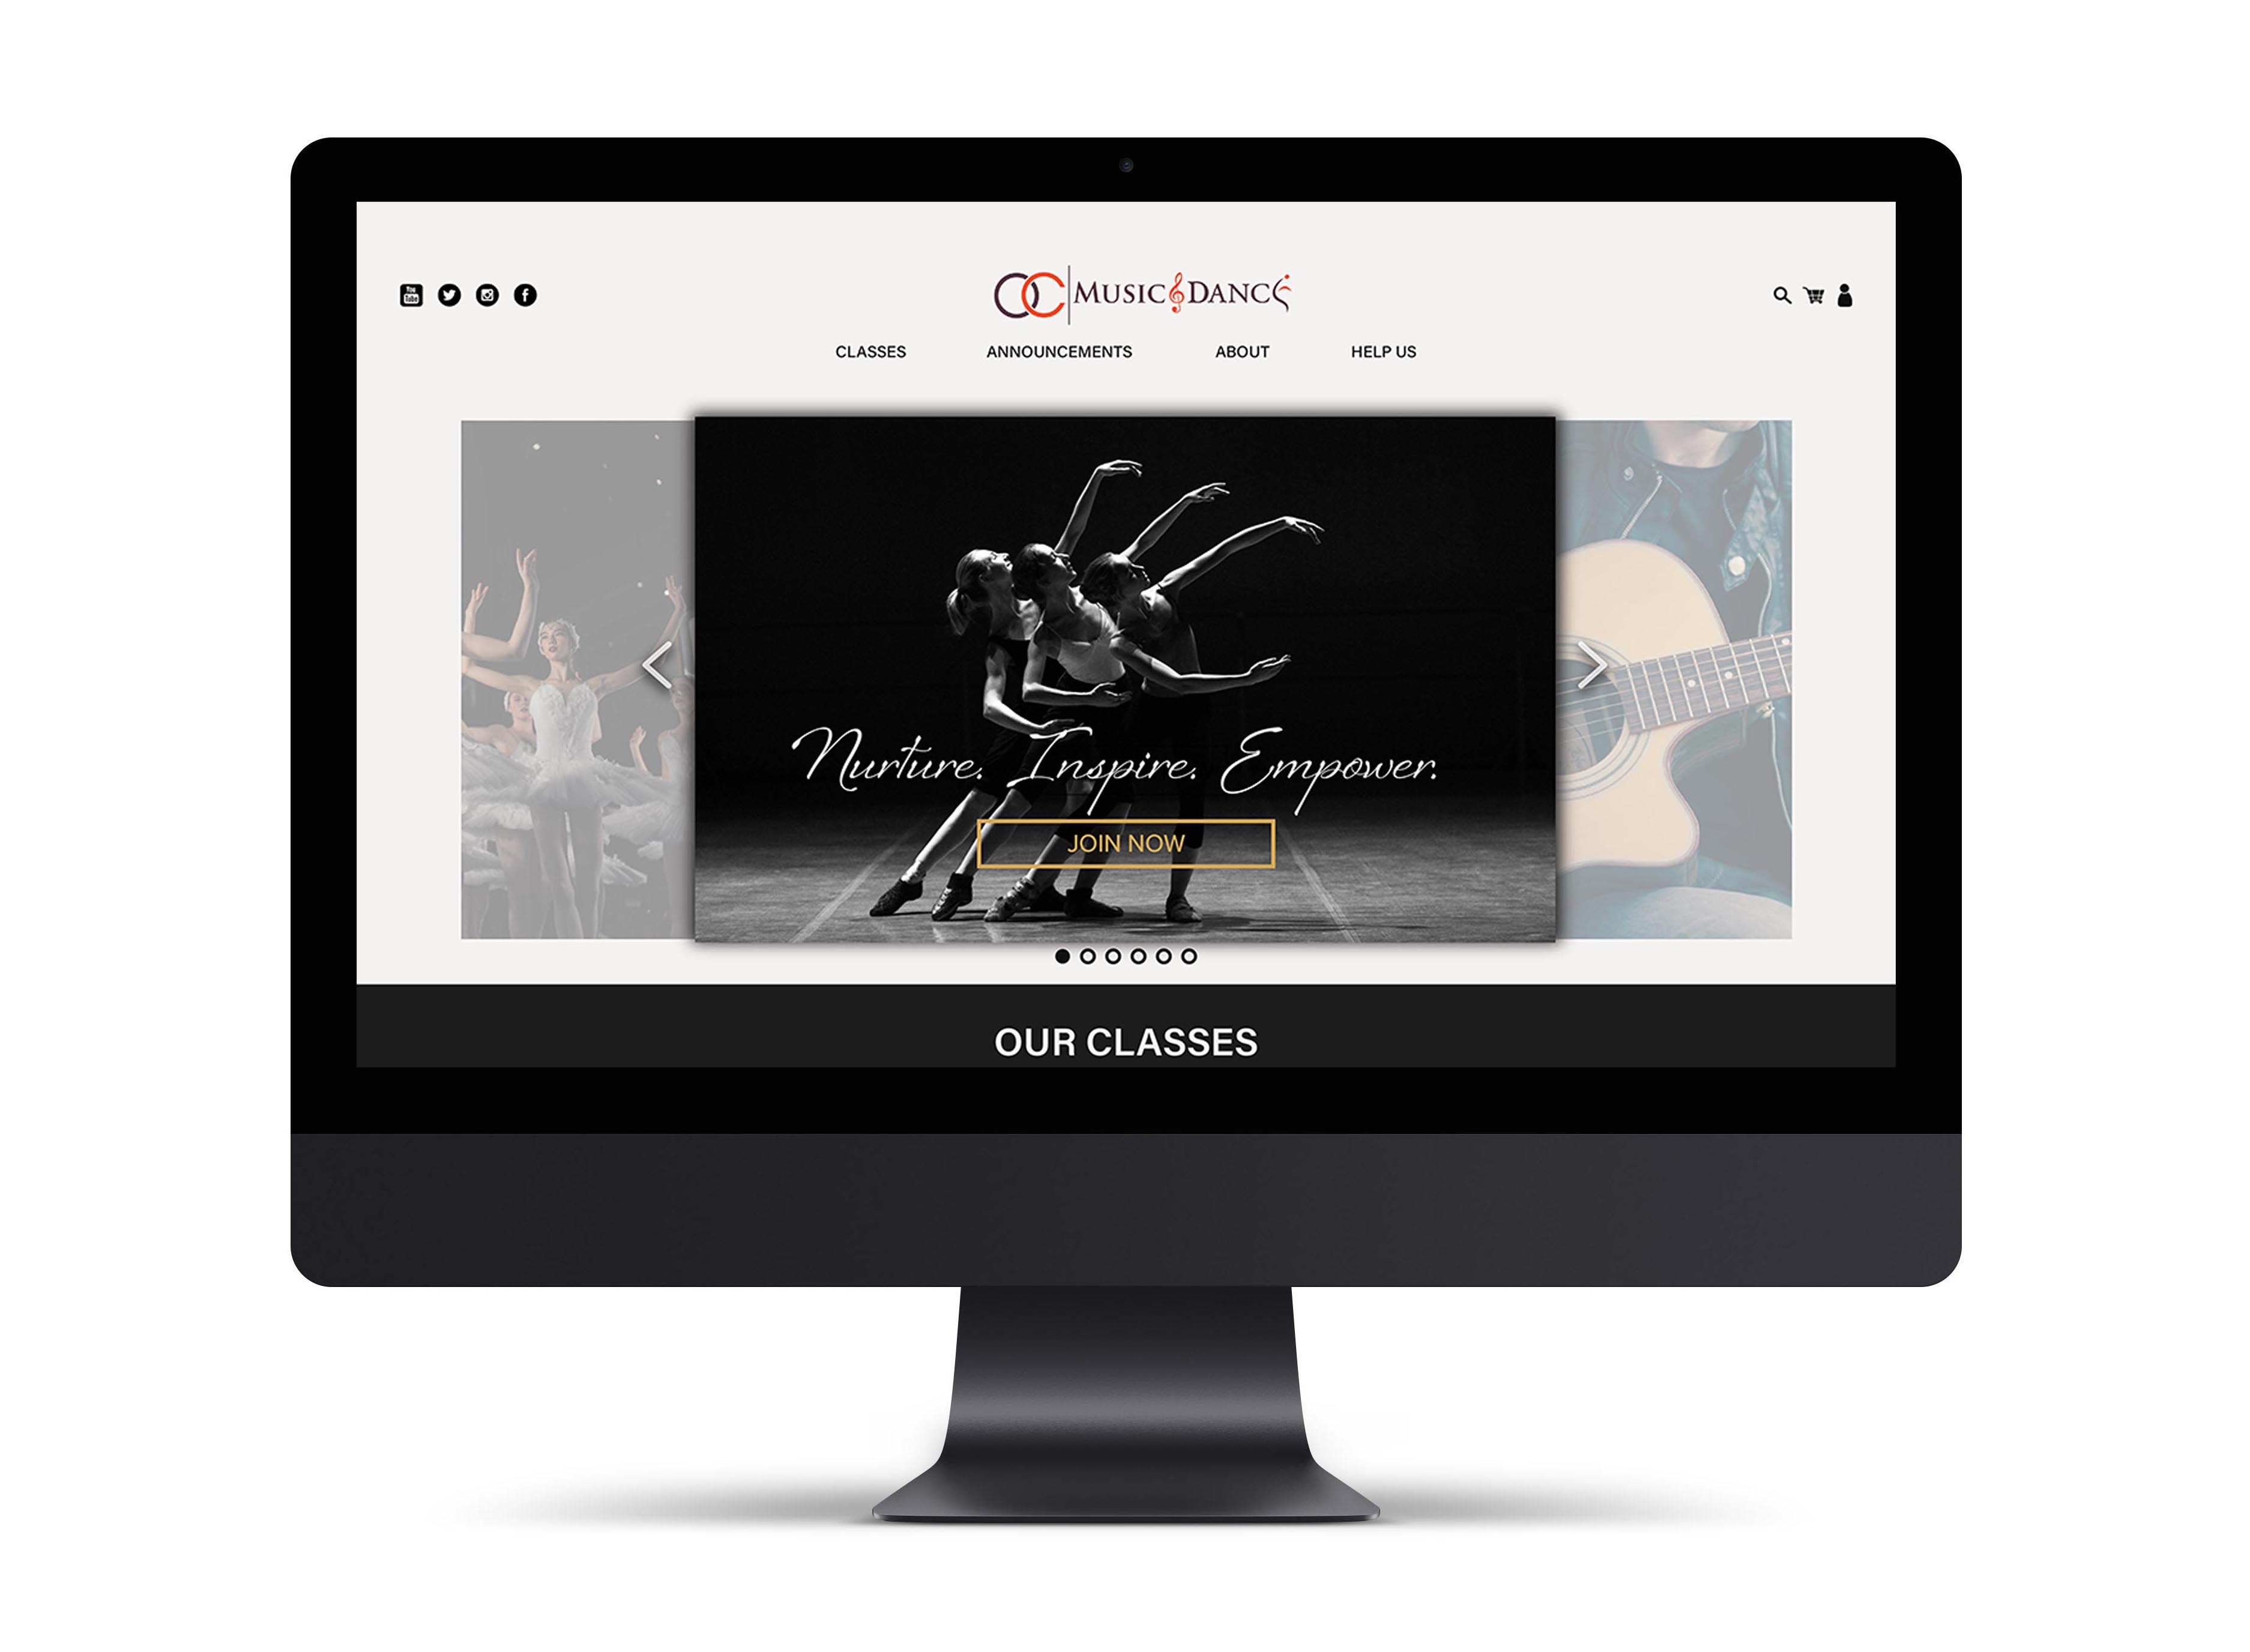 You Tube
OC MUSIC & DANCE
CLASSES ANNOUNCEMENTS ABOUT HELP US
Nurture. Inspire. Empower.
JOIN NOW
OUR CLASSES